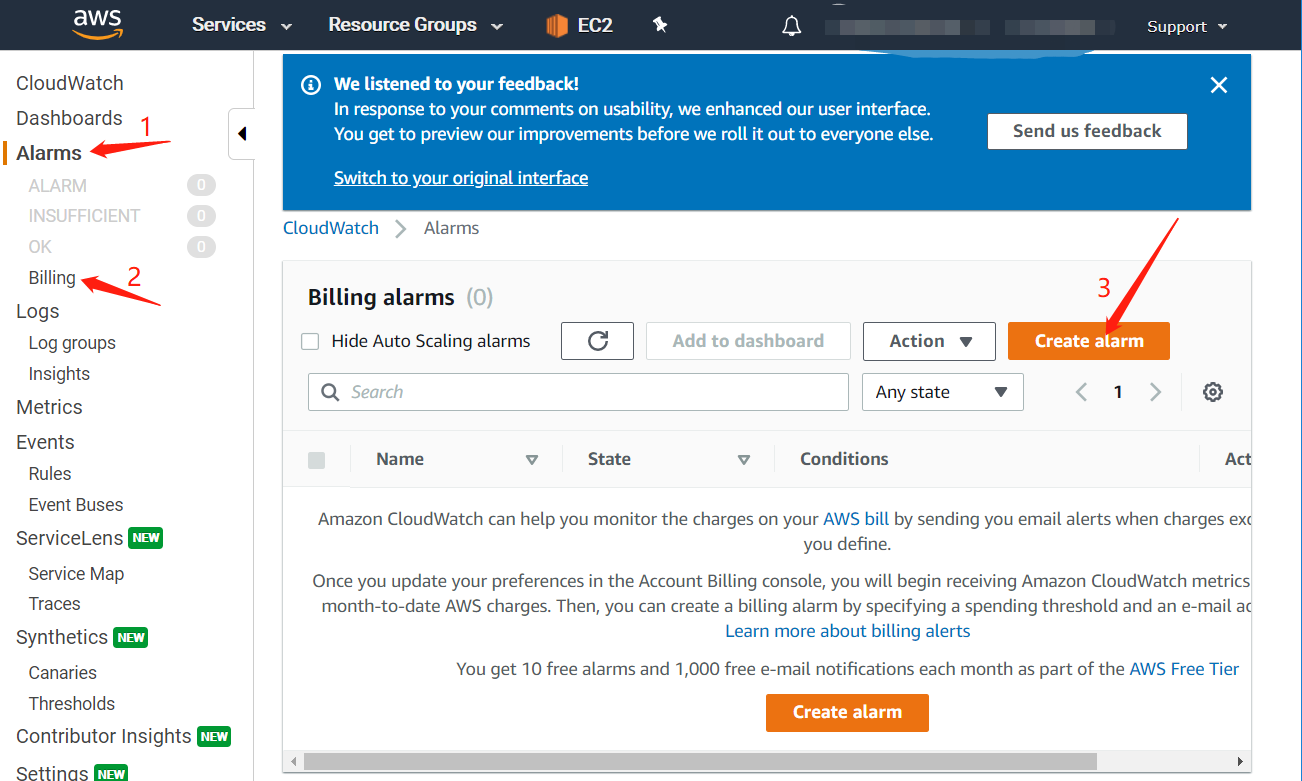 aws
Services
Resource Groups
EC2
Support
CloudWatch
Dashboards
1
Alarms
ALARM 0
INSUFFICIENT 0
OK 0
Billing
2
Logs
Log groups
Insights
Metrics
Events
Rules
Event Buses
ServiceLens NEW
Service Map
Traces
Synthetics NEW
Canaries
Thresholds
Contributor Insights NEW
Settings NEW
We listened to your feedback!
In response to your comments on usability, we enhanced our user interface.
You get to preview our improvements before we roll it out to everyone else.
Send us feedback
Switch to your original interface
CloudWatch
Alarms
3
Billing alarms (0)
Hide Auto Scaling alarms
Add to dashboard
Action
Create alarm
Search
Any state
1
Name
State
Conditions
Act
Amazon CloudWatch can help you monitor the charges on your AWS bill by sending you email alerts when charges exc
you define.
Once you update your preferences in the Account Billing console, you will begin receiving Amazon CloudWatch metrics
month-to-date AWS charges. Then, you can create a billing alarm by specifying a spending threshold and an e-mail ad
Learn more about billing alerts
You get 10 free alarms and 1,000 free e-mail notifications each month as part of the AWS Free Tier
Create alarm